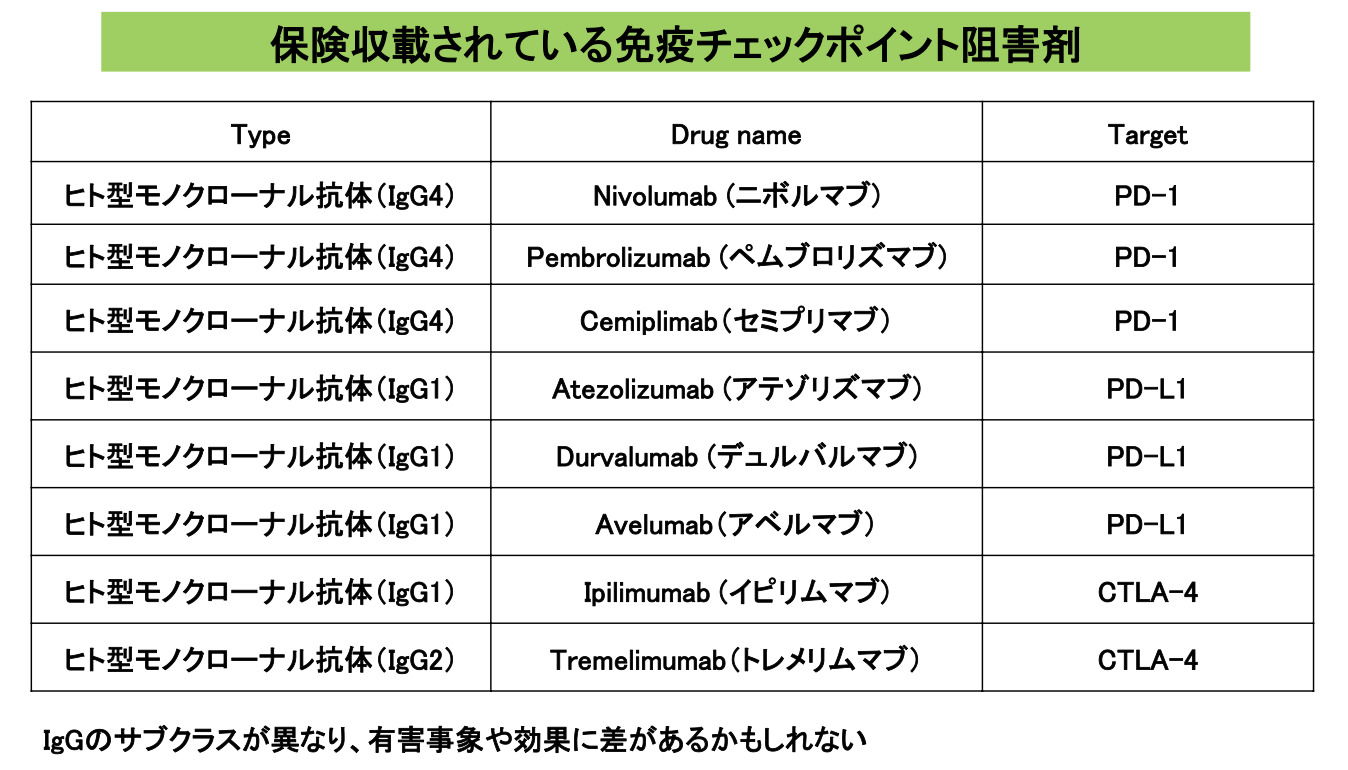 保険収載されている免疫チェックポイント阻害剤
Type Drug name Target
ヒト型モノクローナル抗体（IgG4） Nivolumab (ニボルマブ） PD-1
ヒト型モノクローナル抗体（IgG4） Pembrolizumab (ペムブロリズマブ） PD-1
ヒト型モノクローナル抗体（IgG4） Cemiplimab（セミプリマブ） PD-1
ヒト型モノクローナル抗体（IgG1） Atezolizumab (アテゾリズマブ） PD-L1
ヒト型モノクローナル抗体（IgG1） Durvalumab (デュルバルマブ） PD-L1
ヒト型モノクローナル抗体（IgG1） Avelumab（アベルマブ） PD-L1
ヒト型モノクローナル抗体（IgG1） Ipilimumab (イピリムマブ） CTLA-4
ヒト型モノクローナル抗体（IgG2） Tremelimumab（トレメリムマブ） CTLA-4
IgGのサブクラスが異なり、有害事象や効果に差があるかもしれない